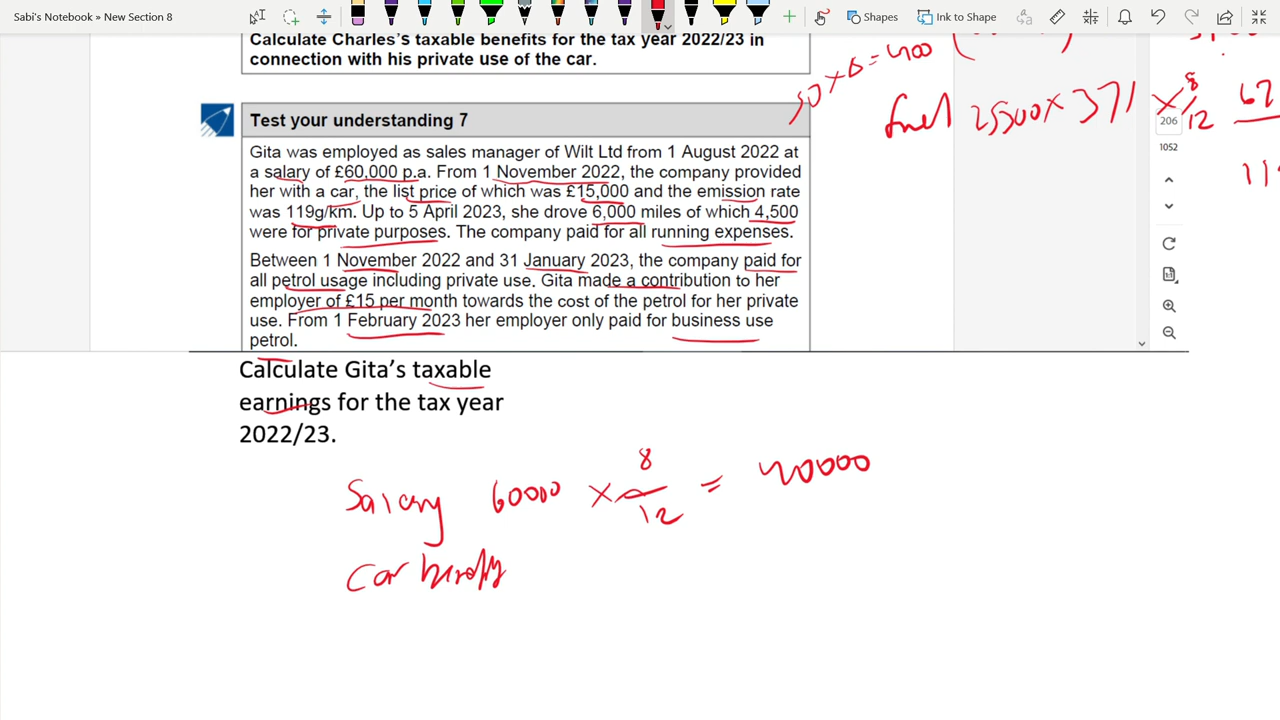 Sabi's Notebook » New Section 8
Shapes
Ink to Shape
Calculate Charles's taxable benefits for the tax year 2022/23 in
connection with his private use of the car.
50 × 8 = 400
fuel 25300 × 37% × 8/12
62
206
1052
Test your understanding 7
Gita was employed as sales manager of Wilt Ltd from 1 August 2022 at
a salary of £60,000 p.a. From 1 November 2022, the company provided
her with a car, the list price of which was £15,000 and the emission rate
was 119g/km. Up to 5 April 2023, she drove 6,000 miles of which 4,500
were for private purposes. The company paid for all running expenses.
Between 1 November 2022 and 31 January 2023, the company paid for
all petrol usage including private use. Gita made a contribution to her
employer of £15 per month towards the cost of the petrol for her private
use. From 1 February 2023 her employer only paid for business use
petrol.
Calculate Gita's taxable
earnings for the tax year
2022/23.
Salary 60000 × 8/12 = 40000
Car benefit